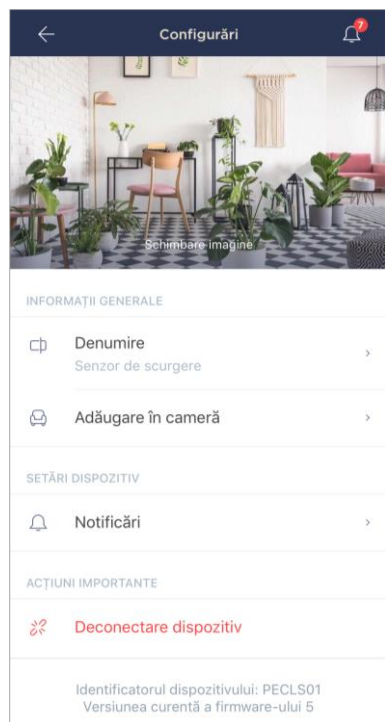 Configurări
7
Schimbare imagine
INFORMAȚII GENERALE
Denumire
Senzor de scurgere
Adăugare în cameră
SETĂRI DISPOZITIV
Notificări
ACȚIUNI IMPORTANTE
Deconectare dispozitiv
Identificatorul dispozitivului: PECLS01
Versiunea curentă a firmware-ului 5